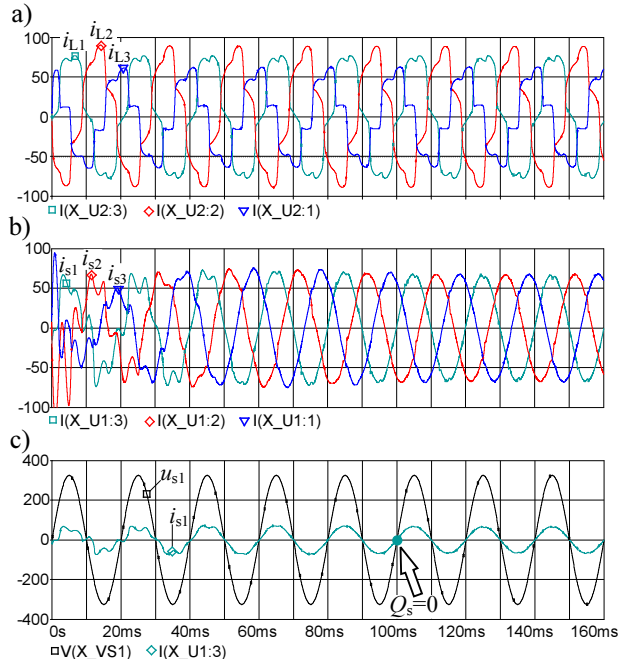 a)
iL1 iL2 iL3
100
50
0
-50
-100
I(X_U2:3) I(X_U2:2) I(X_U2:1)
b)
is1 is2 is3
100
50
0
-50
-100
I(X_U1:3) I(X_U1:2) I(X_U1:1)
c)
400
200
0
-200
-400
us1
is1
Qs=0
0s 20ms 40ms 60ms 80ms 100ms 120ms 140ms 160ms
V(X_VS1) I(X_U1:3)